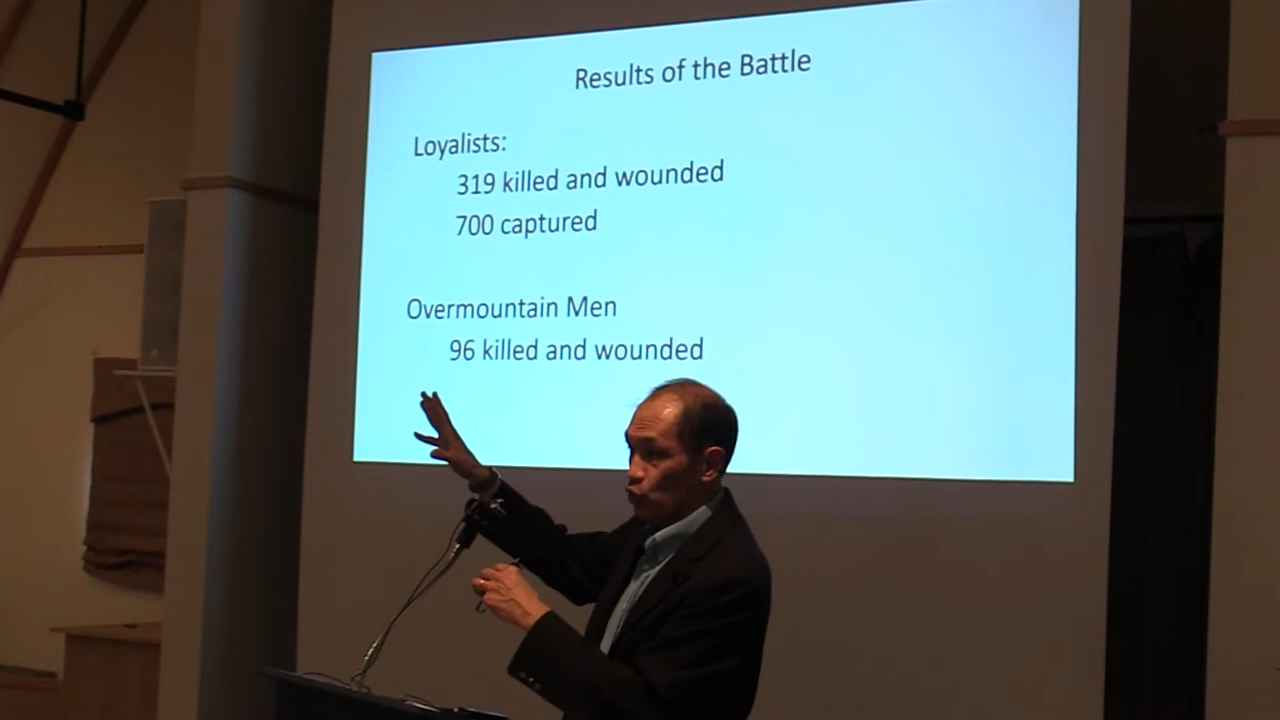 Results of the Battle
Loyalists:
319 killed and wounded
700 captured
Overmountain Men
96 killed and wounded